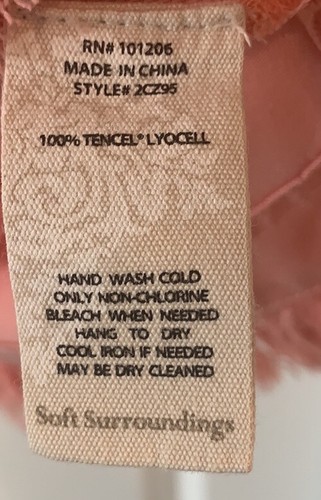 RN# 101206
MADE IN CHINA
STYLE# 2CZ95
100% TENCEL® LYOCELL
HAND WASH COLD
ONLY NON-CHLORINE
BLEACH WHEN NEEDED
HANG TO DRY
COOL IRON IF NEEDED
MAY BE DRY CLEANED
Soft Surroundings